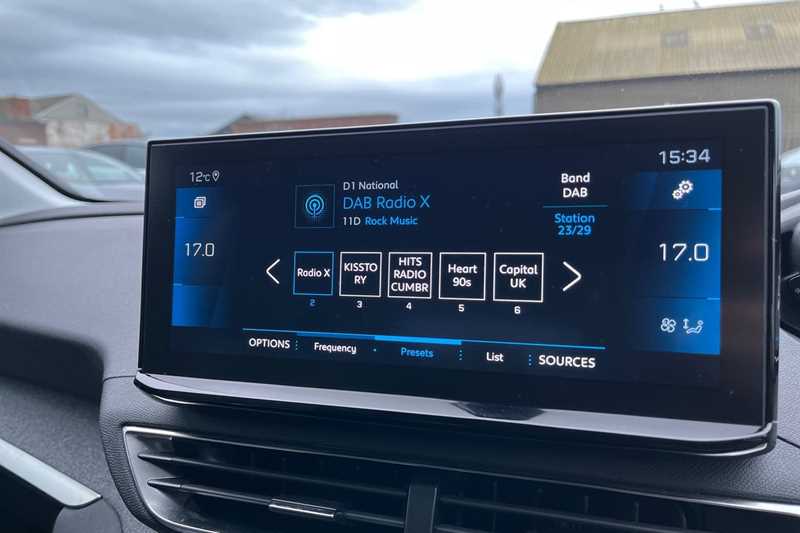 12°C
15:34
D1 National
DAB Radio X
11D Rock Music
Band
DAB
Station
23/29
17.0
17.0
Radio X
KISSTO
RY
HITS
RADIO
CUMBR
Heart
90s
Capital
UK
2
3
4
5
6
OPTIONS
Frequency
Presets
List
SOURCES